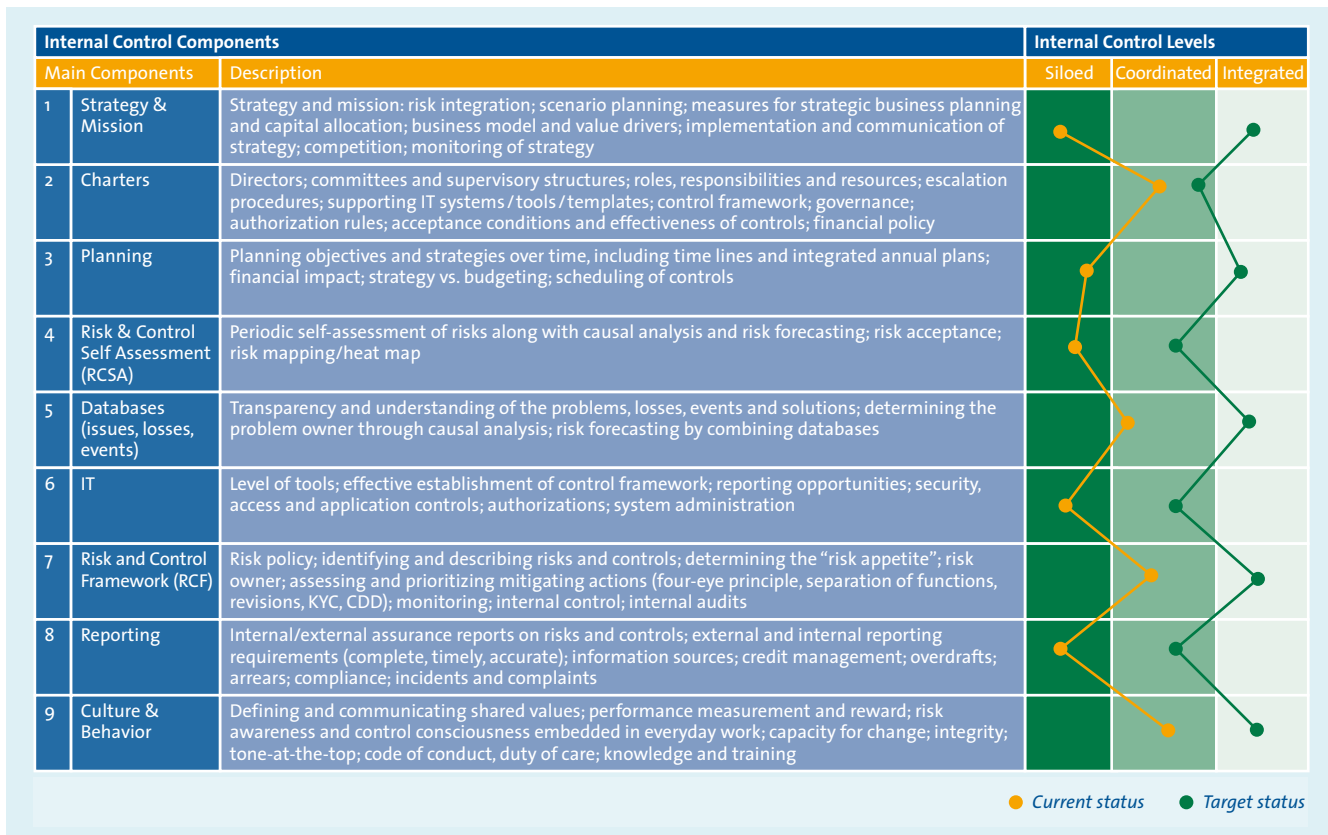 Internal Control Components
Internal Control Levels
Main Components
Description
Siloed
Coordinated
Integrated
1
Strategy &
Mission
Strategy and mission: risk integration; scenario planning; measures for strategic business planning
and capital allocation; business model and value drivers; implementation and communication of
strategy; competition; monitoring of strategy
2
Charters
Directors; committees and supervisory structures; roles, responsibilities and resources; escalation
procedures; supporting IT systems/tools/templates; control framework; governance;
authorization rules; acceptance conditions and effectiveness of controls; financial policy
3
Planning
Planning objectives and strategies over time, including time lines and integrated annual plans;
financial impact; strategy vs. budgeting; scheduling of controls
4
Risk & Control
Self Assessment
(RCSA)
Periodic self-assessment of risks along with causal analysis and risk forecasting; risk acceptance;
risk mapping/heat map
5
Databases
(issues, losses,
events)
Transparency and understanding of the problems, losses, events and solutions; determining the
problem owner through causal analysis; risk forecasting by combining databases
6
IT
Level of tools; effective establishment of control framework; reporting opportunities; security,
access and application controls; authorizations; system administration
7
Risk and Control
Framework (RCF)
Risk policy; identifying and describing risks and controls; determining the “risk appetite”; risk
owner; assessing and prioritizing mitigating actions (four-eye principle, separation of functions,
revisions, KYC, CDD); monitoring; internal control; internal audits
8
Reporting
Internal/external assurance reports on risks and controls; external and internal reporting
requirements (complete, timely, accurate); information sources; credit management; overdrafts;
arrears; compliance; incidents and complaints
9
Culture &
Behavior
Defining and communicating shared values; performance measurement and reward; risk
awareness and control consciousness embedded in everyday work; capacity for change; integrity;
tone-at-the-top; code of conduct, duty of care; knowledge and training
Current status
Target status